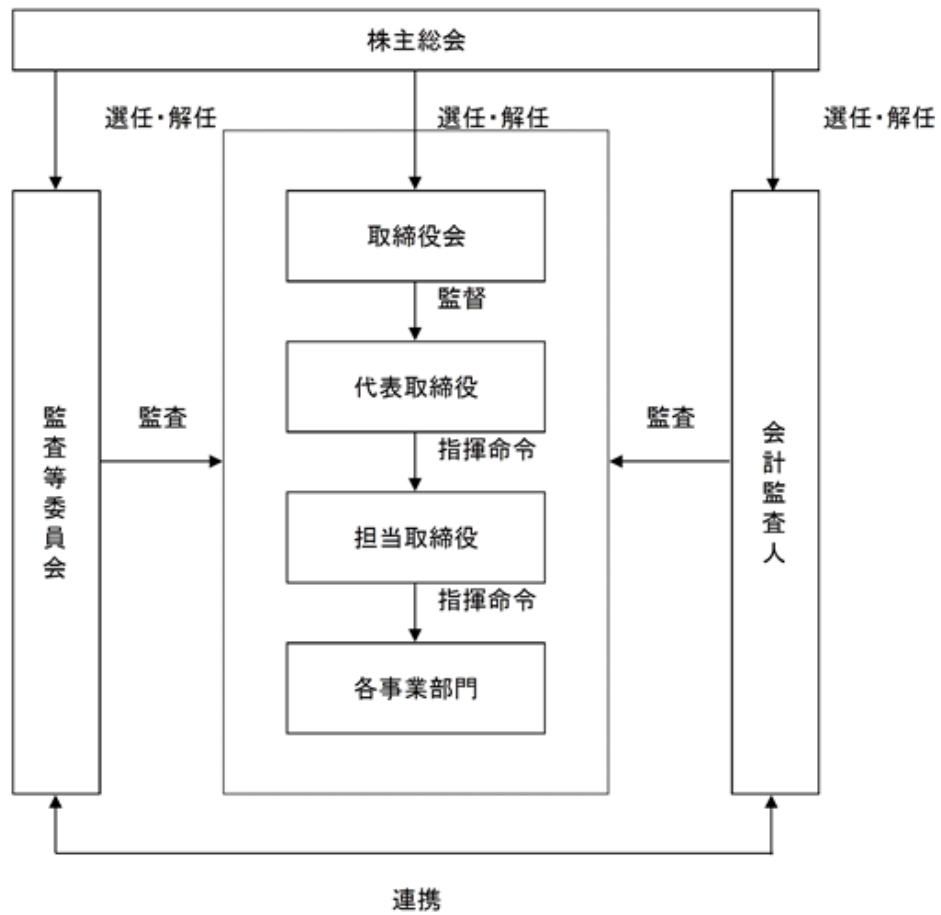 株主総会
選任・解任
選任・解任
選任・解任
取締役会
監督
代表取締役
監査
監査
指揮命令
監査等委員会
会計監査人
担当取締役
指揮命令
各事業部門
連携